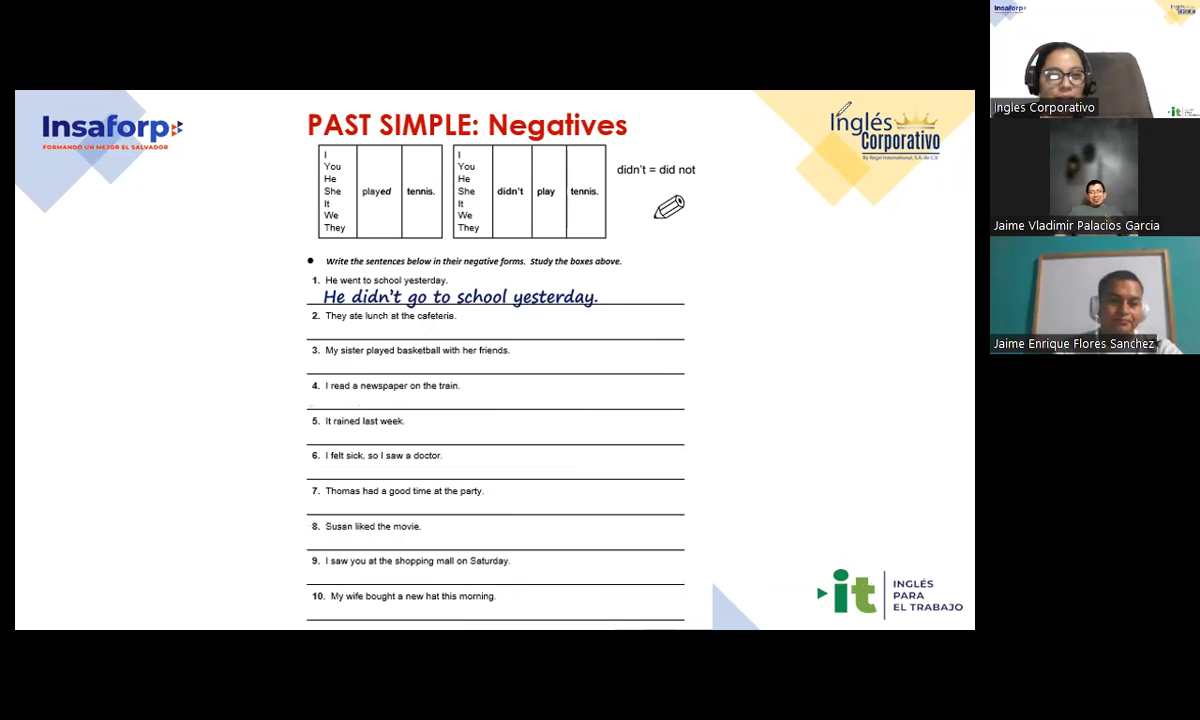 Insaforp
FORMANDO UN MEJOR EL SALVADOR
PAST SIMPLE: Negatives
Inglés
Corporativo
By Regal International, S.A. de C.V.
I
You
He
She
It
We
They
played
tennis.
I
You
He
She
It
We
They
didn't
play
tennis.
didn't = did not
Write the sentences below in their negative forms. Study the boxes above.
1. He went to school yesterday.
He didn't go to school yesterday.
2. They ate lunch at the cafeteria.
3. My sister played basketball with her friends.
4. I read a newspaper on the train.
5. It rained last week.
6. I felt sick, so I saw a doctor.
7. Thomas had a good time at the party.
8. Susan liked the movie.
9. I saw you at the shopping mall on Saturday.
10. My wife bought a new hat this morning.
it
INGLÉS
PARA
EL TRABAJO
Insaforp
Ingles Corporativo
it
Jaime Vladimir Palacios Garcia
Jaime Enrique Flores Sanchez